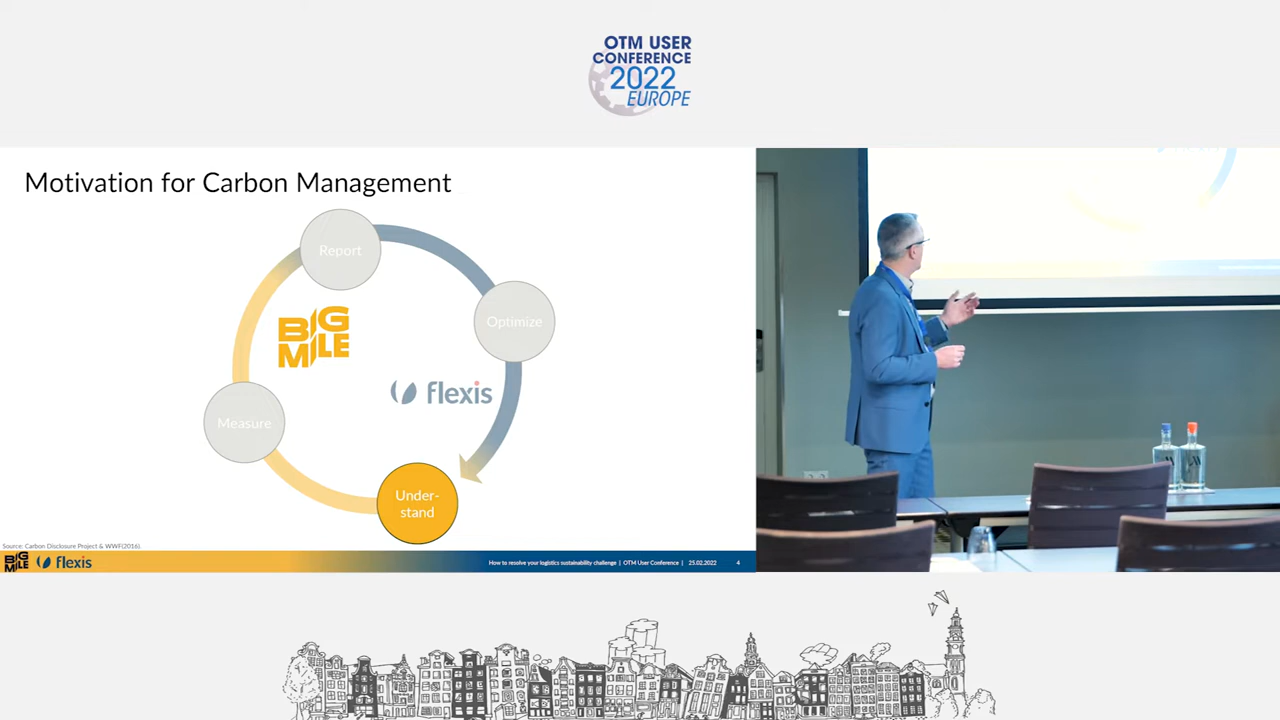 OTM USER
CONFERENCE
2022
EUROPE
Motivation for Carbon Management
Report
Optimize
BIG
MILE
flexis
Measure
Under-
stand
Source: Carbon Disclosure Project & WWF(2016).
BIG
MILE
flexis
How to resolve your logistics sustainability challenge | OTM User Conference | 25.02.2022 4